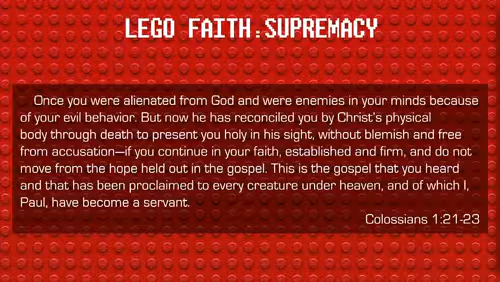 LEGO FAITH:SUPREMACY
Once you were alienated from God and were enemies in your minds because
of your evil behavior. But now he has reconciled you by Christ's physical
body through death to present you holy in his sight, without blemish and free
from accusation—if you continue in your faith, established and firm, and do not
move from the hope held out in the gospel. This is the gospel that you heard
and that has been proclaimed to every creature under heaven, and of which I,
Paul, have become a servant.
Colossians 1:21-23